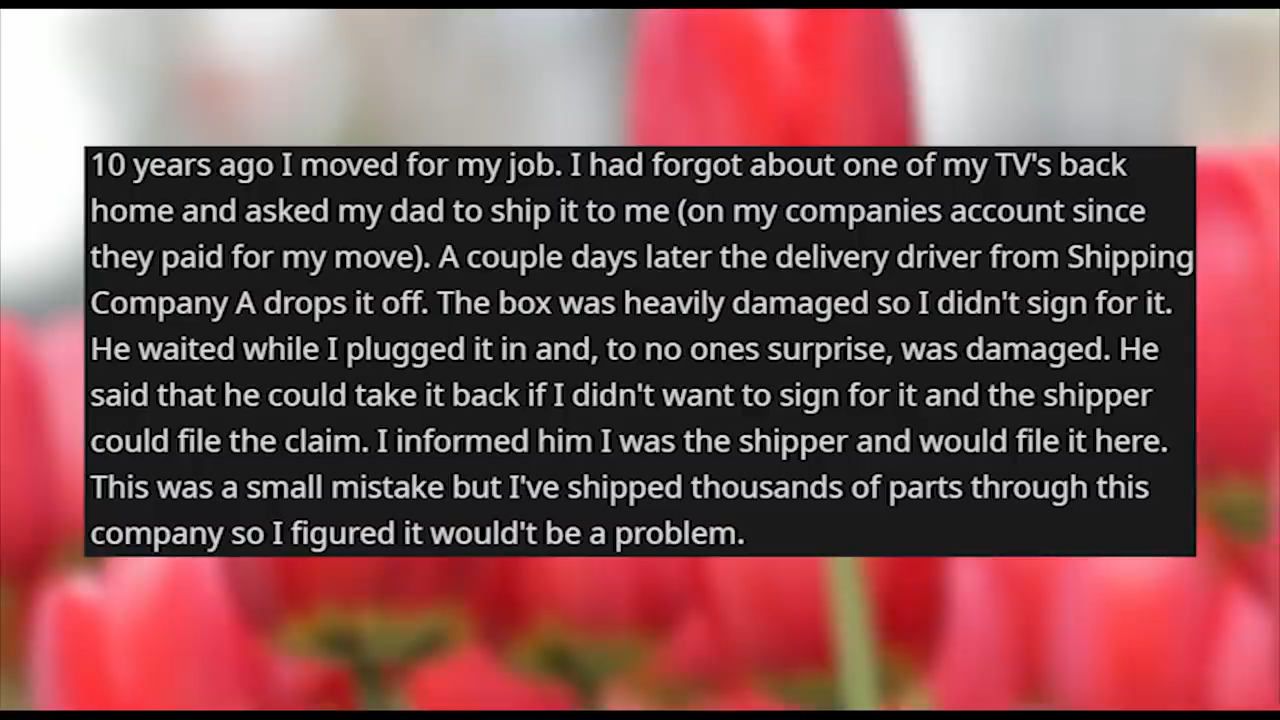 10 years ago I moved for my job. I had forgot about one of my TV's back
home and asked my dad to ship it to me (on my companies account since
they paid for my move). A couple days later the delivery driver from Shipping
Company A drops it off. The box was heavily damaged so I didn't sign for it.
He waited while I plugged it in and, to no ones surprise, was damaged. He
said that he could take it back if I didn't want to sign for it and the shipper
could file the claim. I informed him I was the shipper and would file it here.
This was a small mistake but I've shipped thousands of parts through this
company so I figured it would't be a problem.